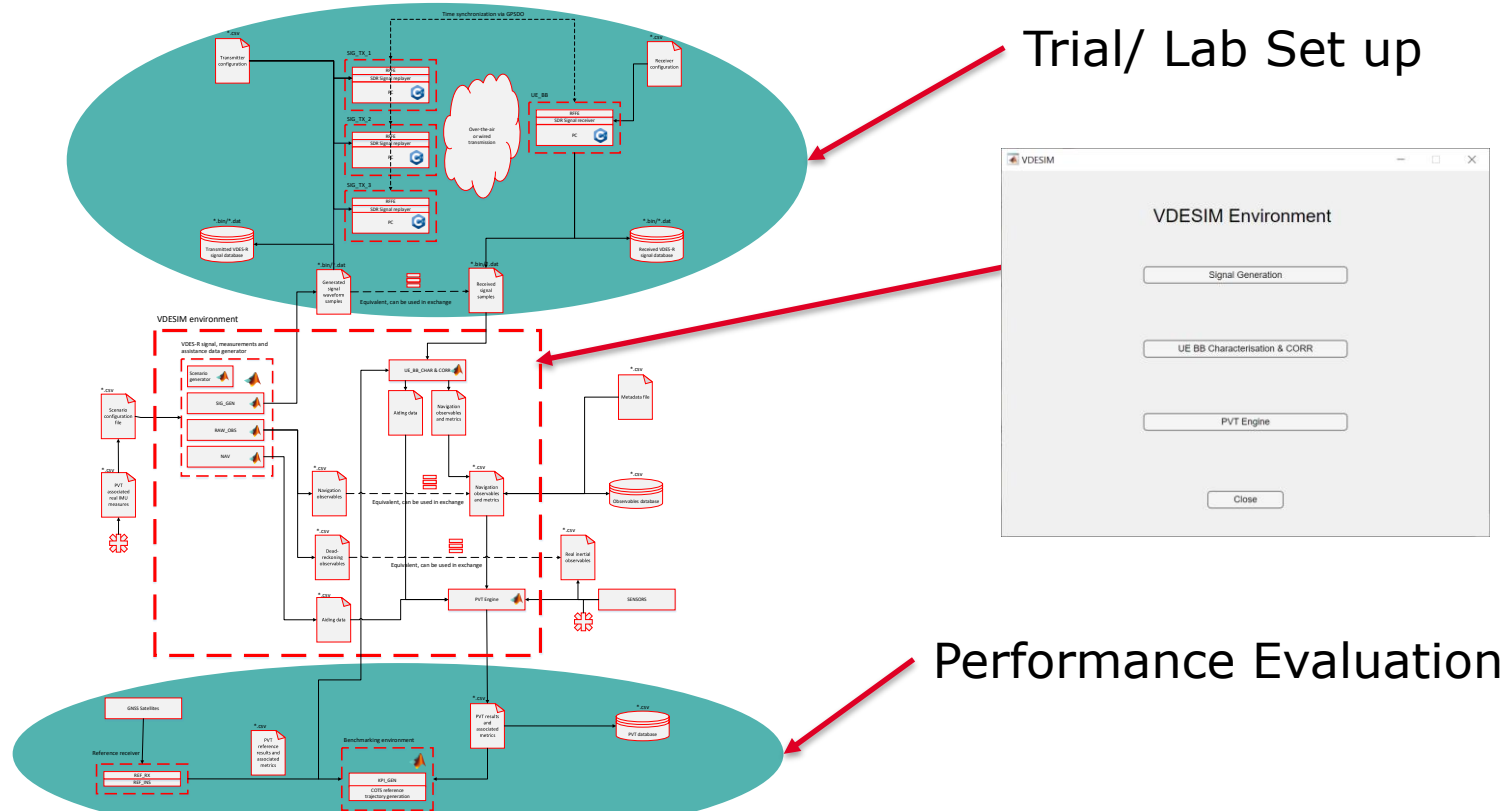 Time synchronization via GPSDO
*.csv
Transmitter
configuration
SIG_TX_1
RFFE
SDR Signal replayer
PC
SIG_TX_2
RFFE
SDR Signal replayer
PC
SIG_TX_3
RFFE
SDR Signal replayer
PC
Over-the-air
or wired
transmission
UE_BB
RFFE
SDR Signal receiver
PC
*.csv
Receiver
configuration
*.bin/*.dat
Transmitted VDES-R
signal database
*.bin/*.dat
Received VDES-R
signal database
*.bin/*.dat
Generated
signal
waveform
samples
Equivalent, can be used in exchange
*.bin/*.dat
Received
signal
samples
Trial/ Lab Set up
VDESIM
VDESIM Environment
Signal Generation
UE BB Characterisation & CORR
PVT Engine
Close
VDESIM environment
VDES-R signal, measurements and
assistance data generator
Scenario
generator
SIG_GEN
RAW_OBS
NAV
*.csv
Scenario
configuration
file
*.csv
PVT
associated
real IMU
measures
UE_BB_CHAR & CORR
Aiding data
Navigation
observables
and metrics
*.csv
Metadata file
*.csv
Navigation
observables
Equivalent, can be used in exchange
*.csv
Navigation
observables
and metrics
*.csv
Observables database
*.csv
Dead-
reckoning
observables
Equivalent, can be used in exchange
*.csv
Real inertial
observables
*.csv
Aiding data
PVT Engine
SENSORS
Performance Evaluation
GNSS Satellites
Reference receiver
REF_RX
REF_INS
*.csv
PVT
reference
results and
associated
metrics
Benchmarking environment
KPI_GEN
COTS reference
trajectory generation
*.csv
PVT results
and
associated
metrics
*.csv
PVT database